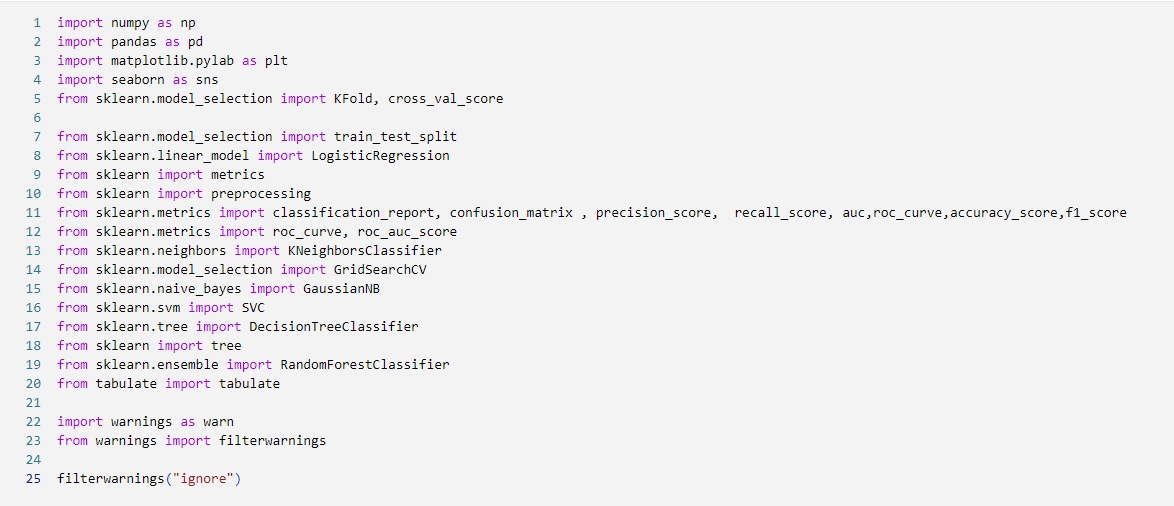 1 import numpy as np
2 import pandas as pd
3 import matplotlib.pylab as plt
4 import seaborn as sns
5 from sklearn.model_selection import KFold, cross_val_score
6
7 from sklearn.model_selection import train_test_split
8 from sklearn.linear_model import LogisticRegression
9 from sklearn import metrics
10 from sklearn import preprocessing
11 from sklearn.metrics import classification_report, confusion_matrix , precision_score,  recall_score, auc,roc_curve,accuracy_score,f1_score
12 from sklearn.metrics import roc_curve, roc_auc_score
13 from sklearn.neighbors import KNeighborsClassifier
14 from sklearn.model_selection import GridSearchCV
15 from sklearn.naive_bayes import GaussianNB
16 from sklearn.svm import SVC
17 from sklearn.tree import DecisionTreeClassifier
18 from sklearn import tree
19 from sklearn.ensemble import RandomForestClassifier
20 from tabulate import tabulate
21
22 import warnings as warn
23 from warnings import filterwarnings
24
25 filterwarnings("ignore")